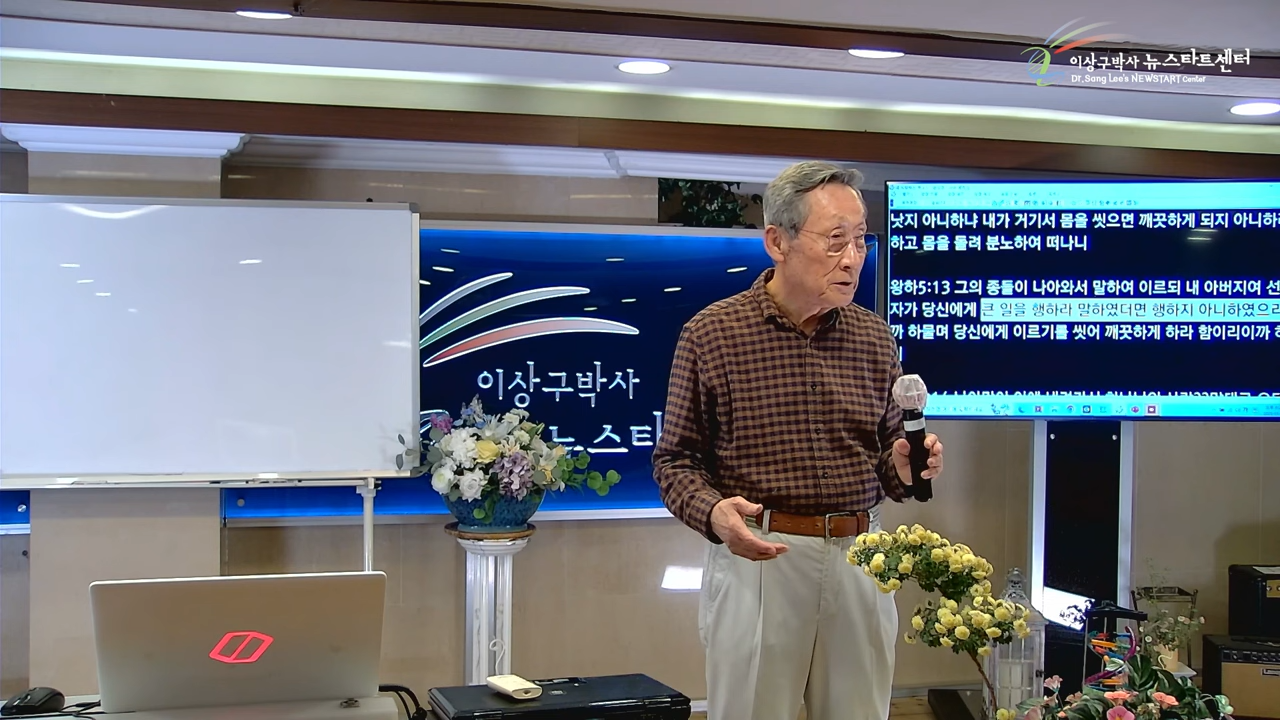 이상구박사 뉴스타트센터
Dr. Sang Lee's NEWSTART Center
이상구박사
뉴스타
낫지 아니하냐 내가 거기서 몸을 씻으면 깨끗하게 되지 아니하
하고 몸을 돌려 분노하여 떠나니
왕하5:13 그의 종들이 나아와서 말하여 이르되 내 아버지여 선
자가 당신에게 큰 일을 행하라 말하였더면 행하지 아니하였으리
까 하물며 당신에게 이르기를 씻어 깨끗하게 하라 함이리이까 하